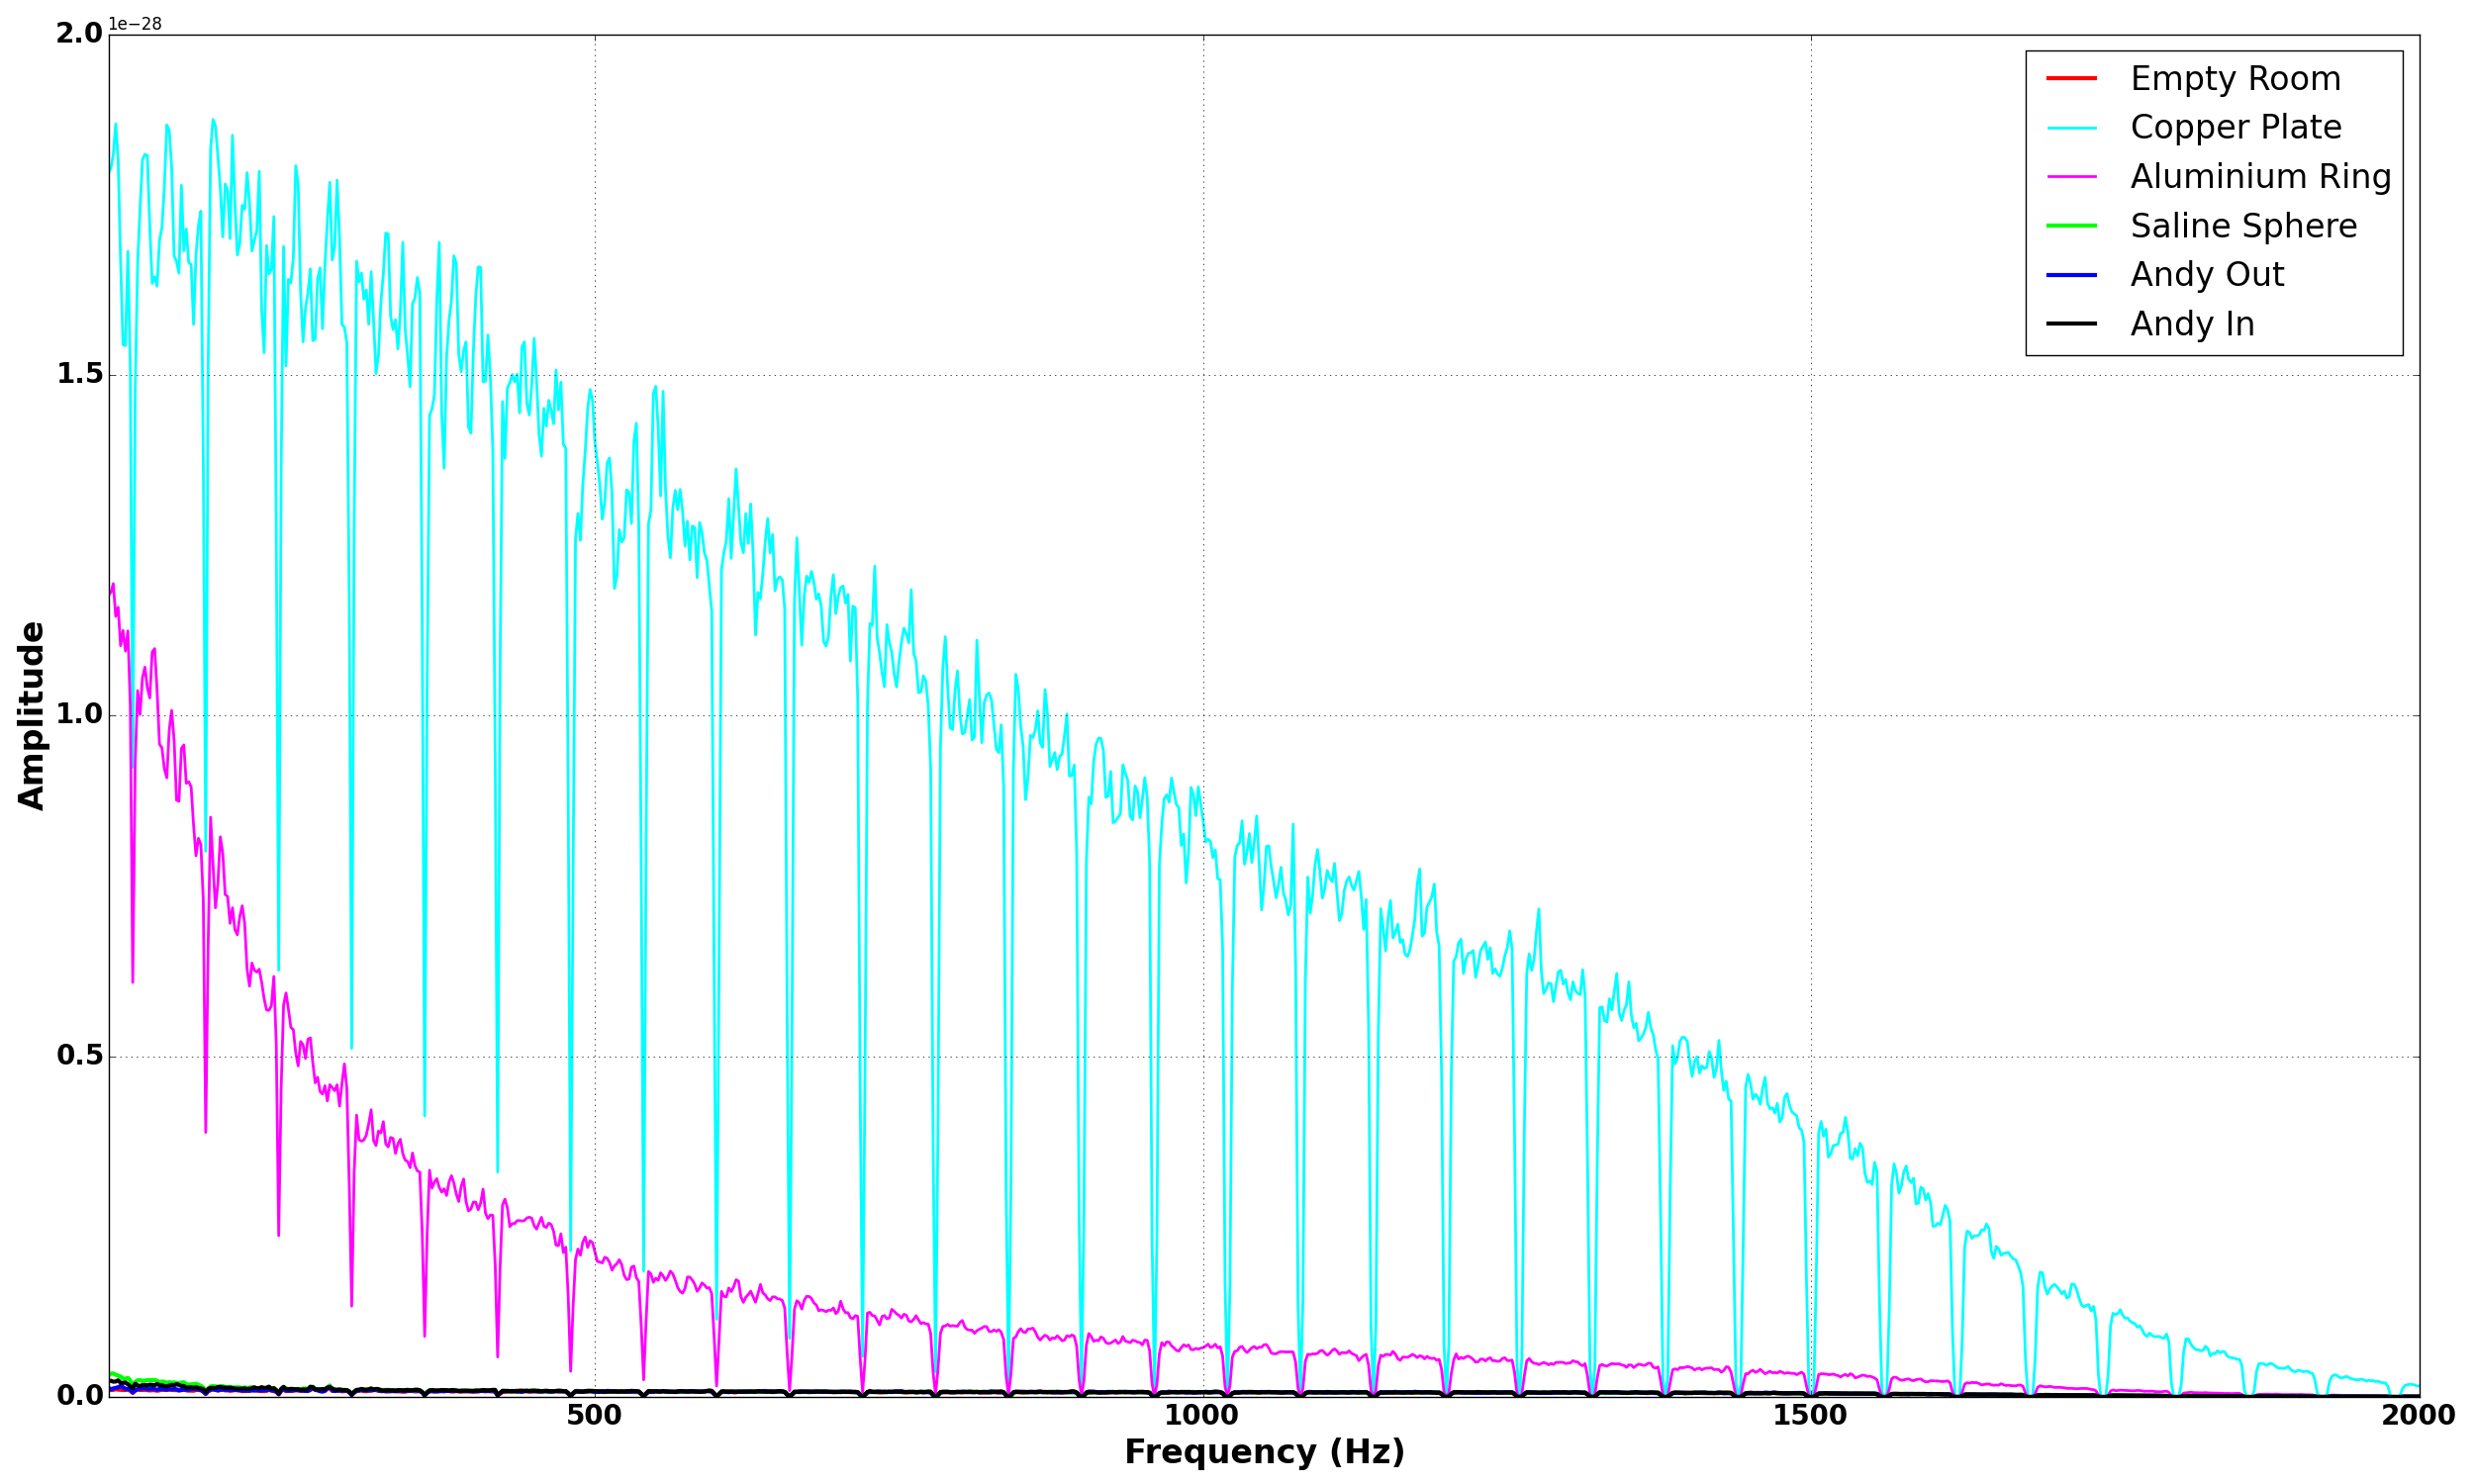 1e−28
2.0
1.5
1.0
0.5
0.0
Amplitude
500
1000
1500
2000
Frequency (Hz)
Empty Room
Copper Plate
Aluminium Ring
Saline Sphere
Andy Out
Andy In